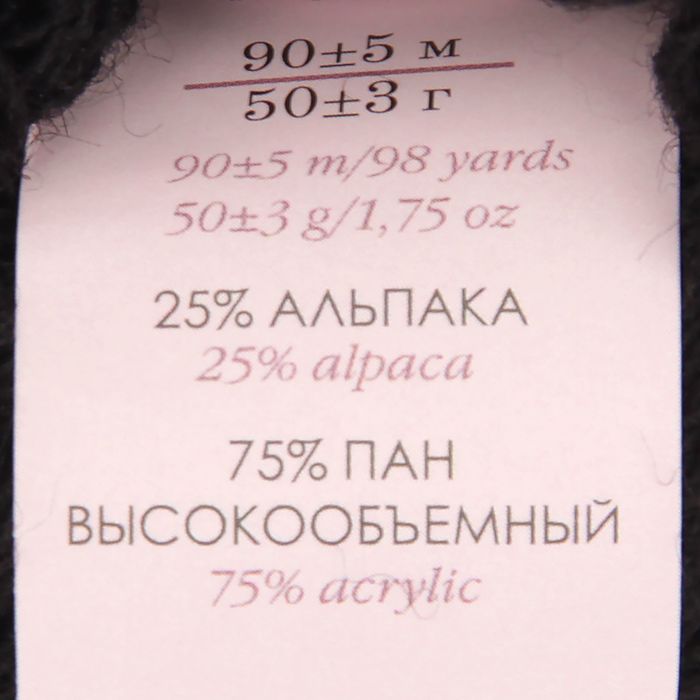 90±5 м
50±3 г
90±5 m/98 yards
50±3 g/1,75 oz
25% АЛЬПАКА
25% alpaca
75% ПАН
ВЫСОКООБЪЕМНЫЙ
75% acrylic